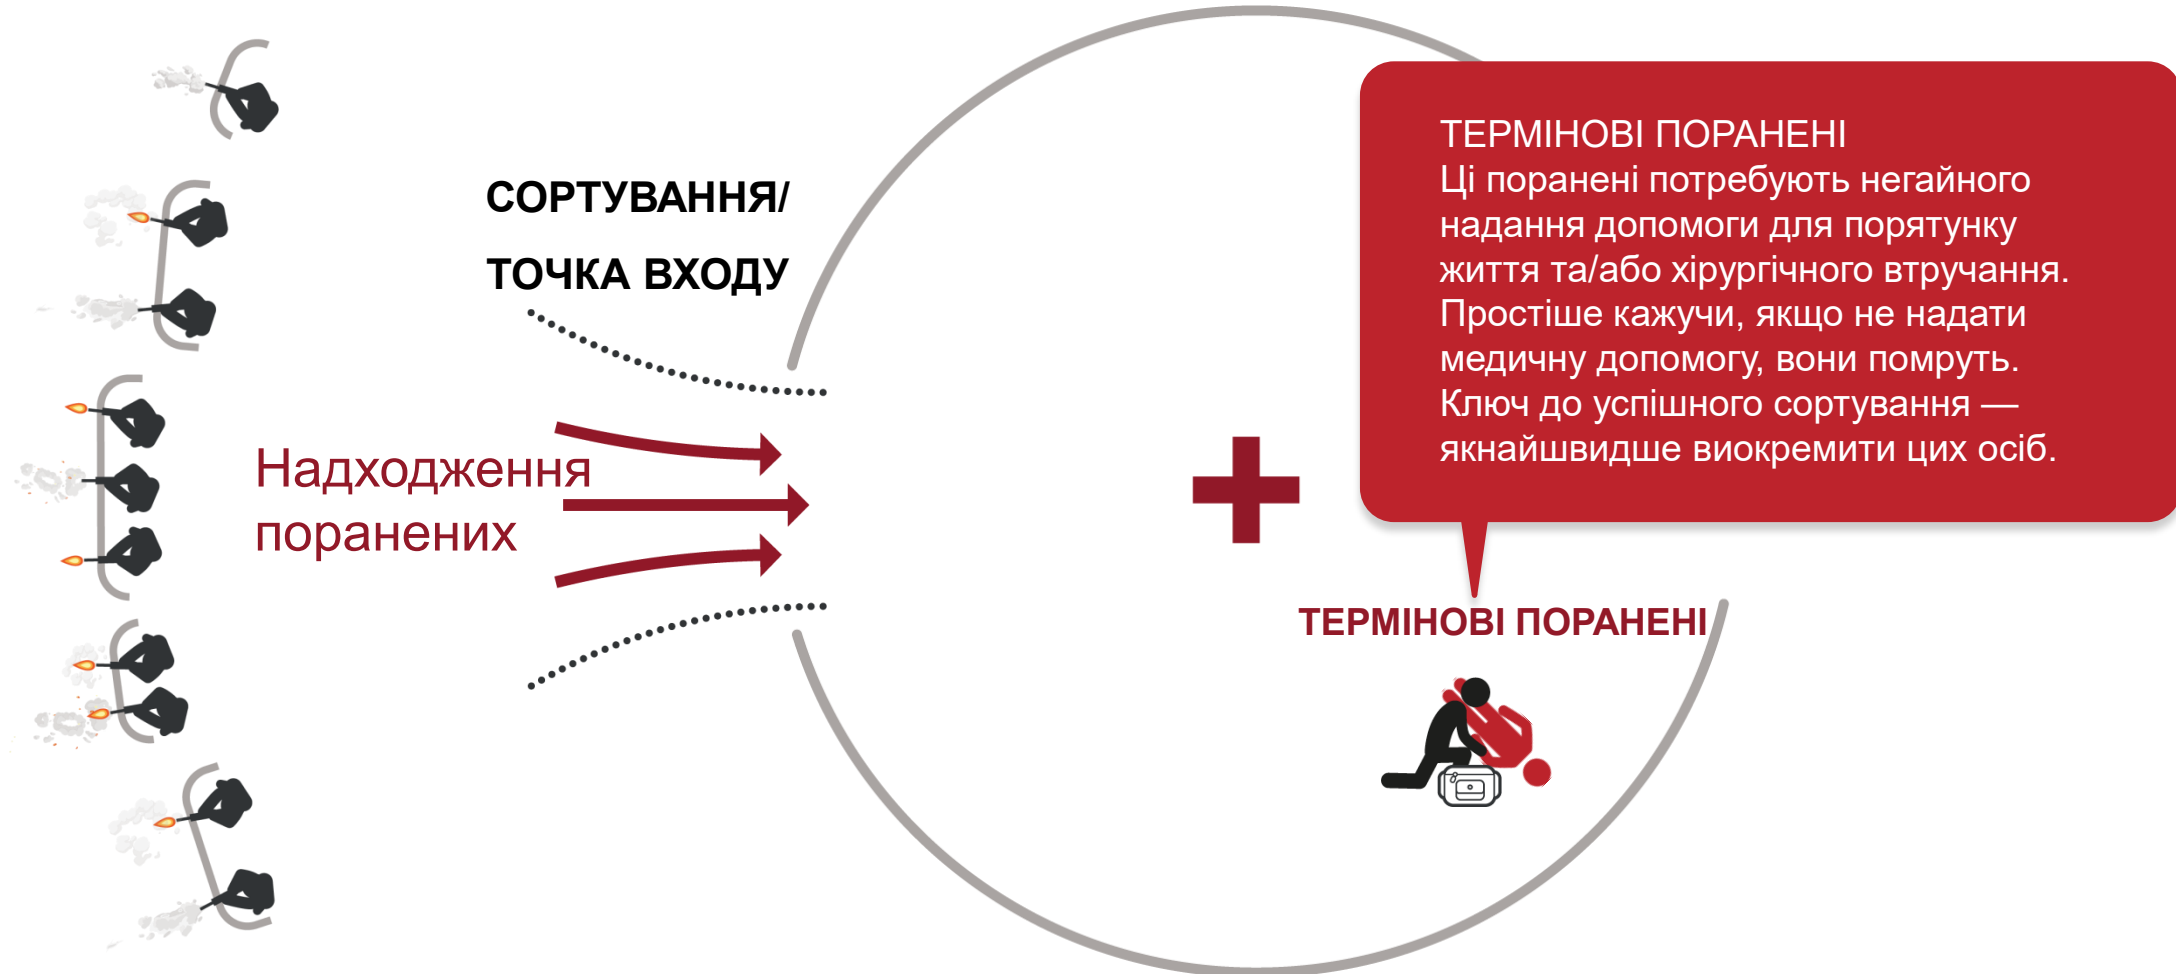 СОРТУВАННЯ/
ТОЧКА ВХОДУ
Надходження
поранених
ТЕРМІНОВІ ПОРАНЕНІ
Ці поранені потребують негайного
надання допомоги для порятунку
життя та/або хірургічного втручання.
Простіше кажучи, якщо не надати
медичну допомогу, вони помруть.
Ключ до успішного сортування —
якнайшвидше виокремити цих осіб.
ТЕРМІНОВІ ПОРАНЕНІ